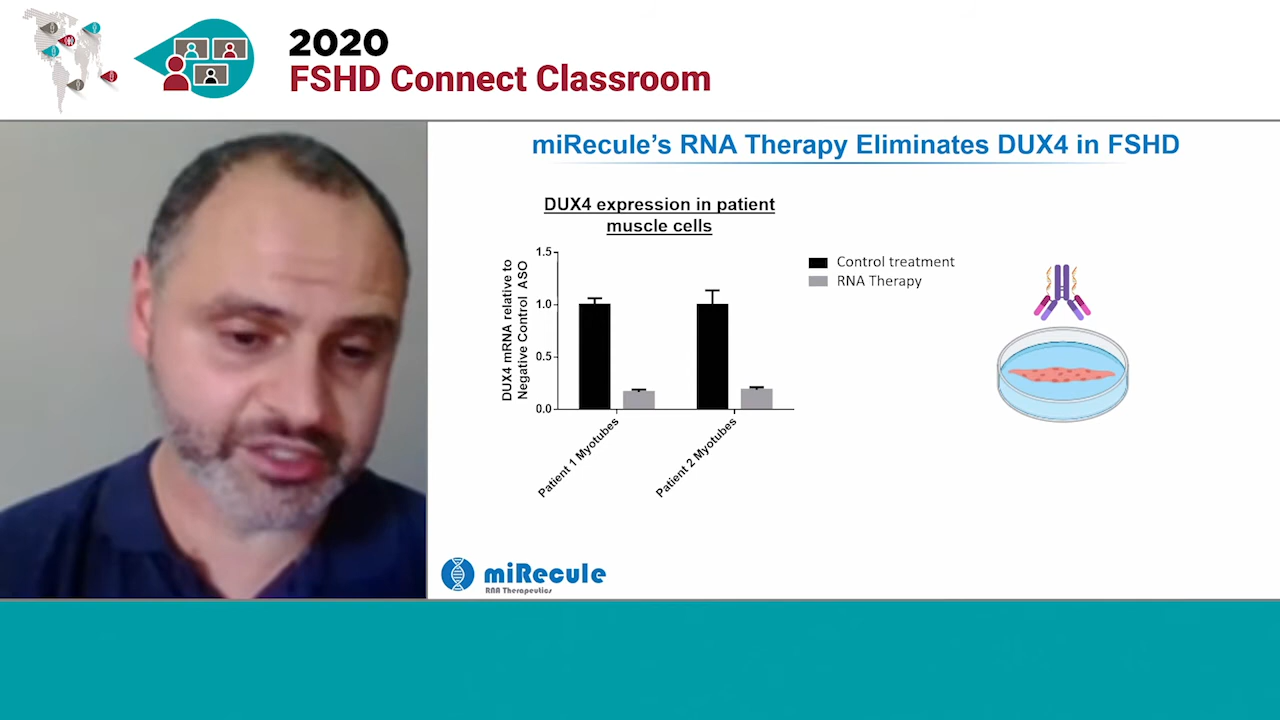 2020
FSHD Connect Classroom
miRecule's RNA Therapy Eliminates DUX4 in FSHD
DUX4 expression in patient
muscle cells
DUX4 mRNA relative to
Negative Control ASO
1.5
1.0
0.5
0.0
Patient 1 Myotubes
Patient 2 Myotubes
Control treatment
RNA Therapy
miRecule
RNA Therapeutics